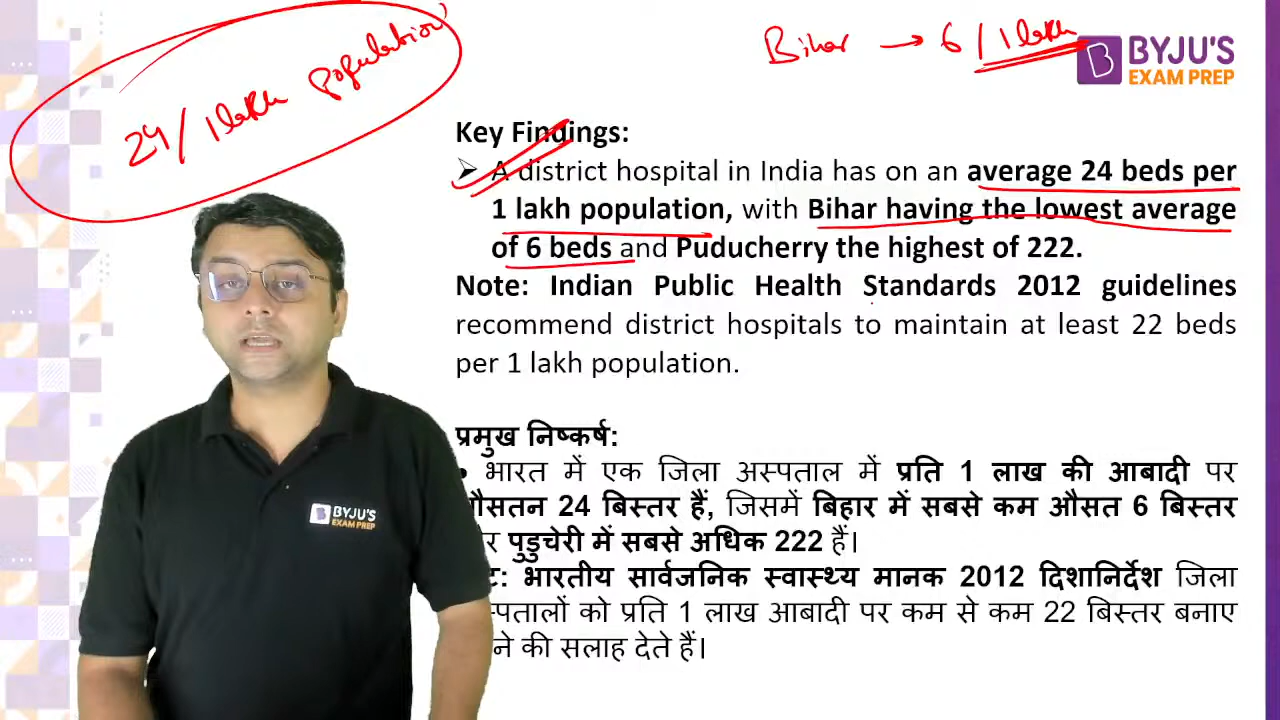 24 / 1 lakh population
Bihar → 6 / 1 lakh
BYJU'S
EXAM PREP
Key Findings:
➢ A district hospital in India has on an average 24 beds per
1 lakh population, with Bihar having the lowest average
of 6 beds and Puducherry the highest of 222.
Note: Indian Public Health Standards 2012 guidelines
recommend district hospitals to maintain at least 22 beds
per 1 lakh population.
प्रमुख निष्कर्ष:
• भारत में एक जिला अस्पताल में प्रति 1 लाख की आबादी पर
24 बिस्तर हैं, जिसमें बिहार में सबसे कम औसत 6 बिस्तर
पुडुचेरी में सबसे अधिक 222 हैं।
भारतीय सार्वजनिक स्वास्थ्य मानक 2012 दिशानिर्देश जिला
को प्रति 1 लाख आबादी पर कम से कम 22 बिस्तर बनाए
की सलाह देते हैं।
BYJU'S
EXAM PREP